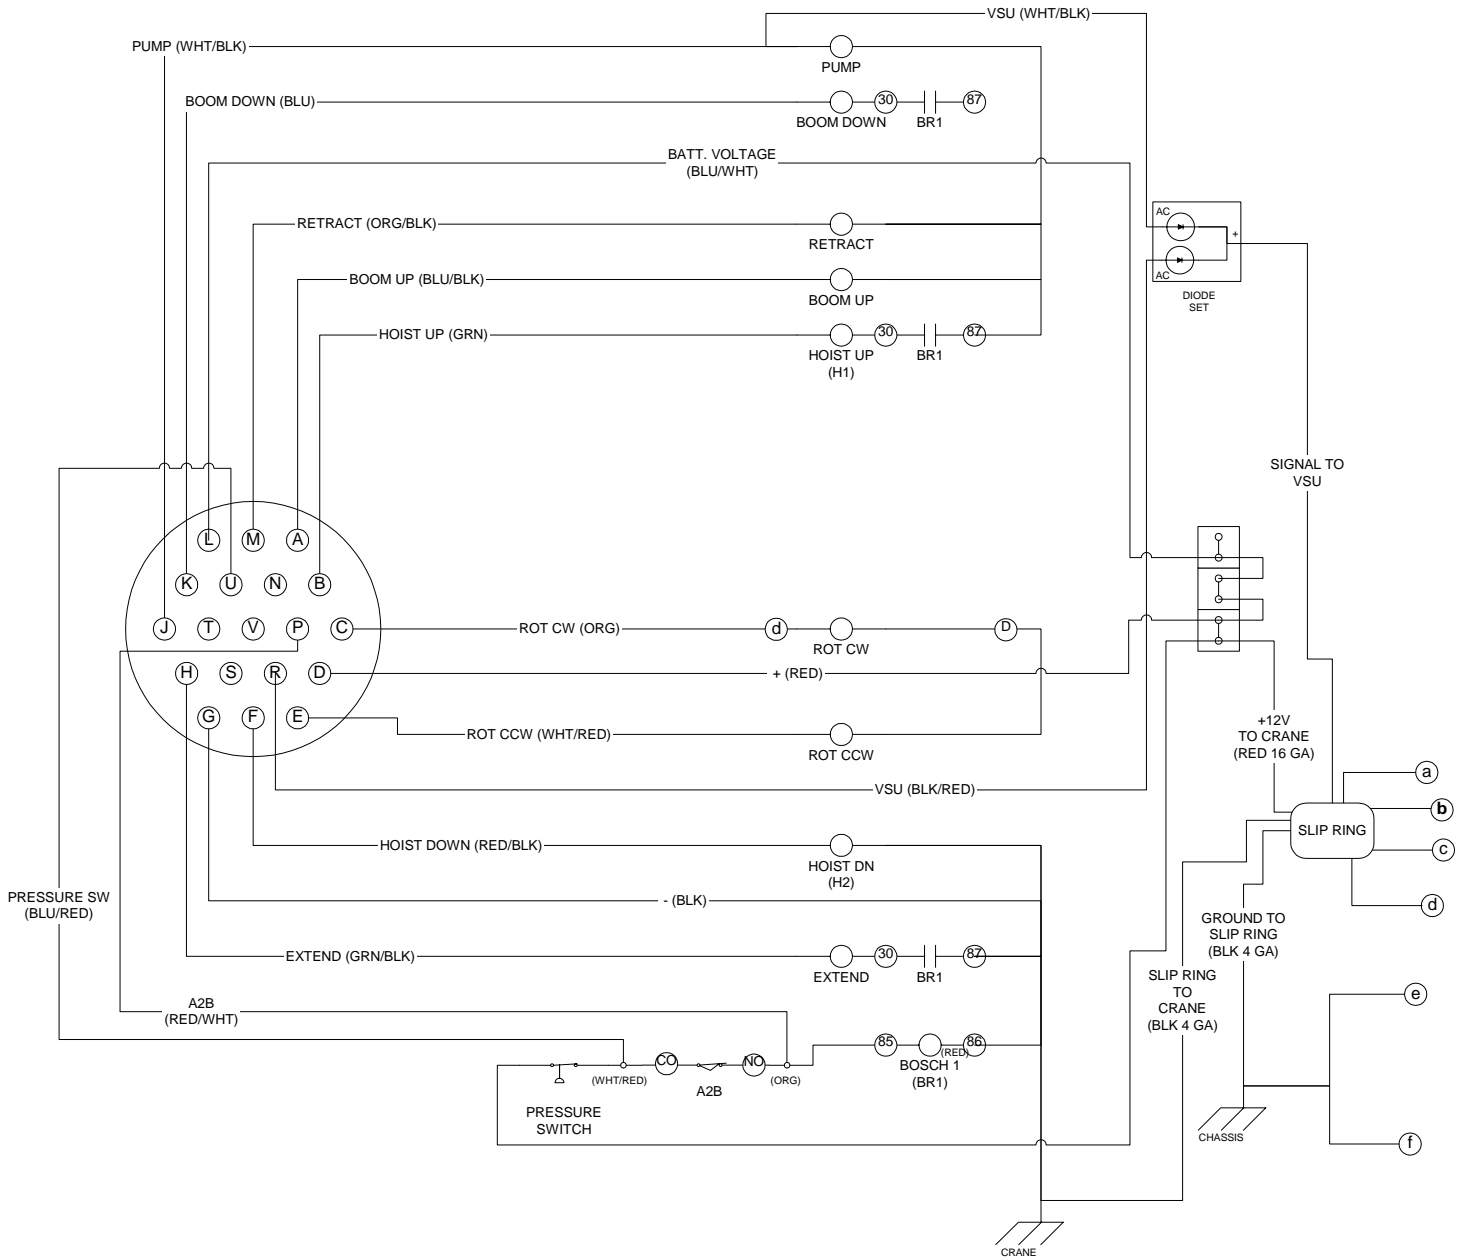 VSU (WHT/BLK)
PUMP (WHT/BLK)
PUMP
BOOM DOWN (BLU)
30
87
BOOM DOWN
BR1
BATT. VOLTAGE
(BLU/WHT)
RETRACT (ORG/BLK)
RETRACT
AC
+
AC
DIODE
SET
BOOM UP (BLU/BLK)
BOOM UP
HOIST UP (GRN)
30
87
HOIST UP
(H1)
BR1
SIGNAL TO
VSU
L
M
A
K
U
N
B
J
T
V
P
C
ROT CW (ORG)
d
D
ROT CW
H
S
R
D
+ (RED)
G
F
E
ROT CCW (WHT/RED)
ROT CCW
+12V
TO CRANE
(RED 16 GA)
VSU (BLK/RED)
a
b
SLIP RING
c
d
HOIST DOWN (RED/BLK)
HOIST DN
(H2)
PRESSURE SW
(BLU/RED)
- (BLK)
GROUND TO
SLIP RING
(BLK 4 GA)
EXTEND (GRN/BLK)
30
87
EXTEND
BR1
SLIP RING
TO
CRANE
(BLK 4 GA)
e
A2B
(RED/WHT)
85
86
(RED)
BOSCH 1
(BR1)
CO
NO
(WHT/RED)
(ORG)
A2B
PRESSURE
SWITCH
CHASSIS
f
CRANE